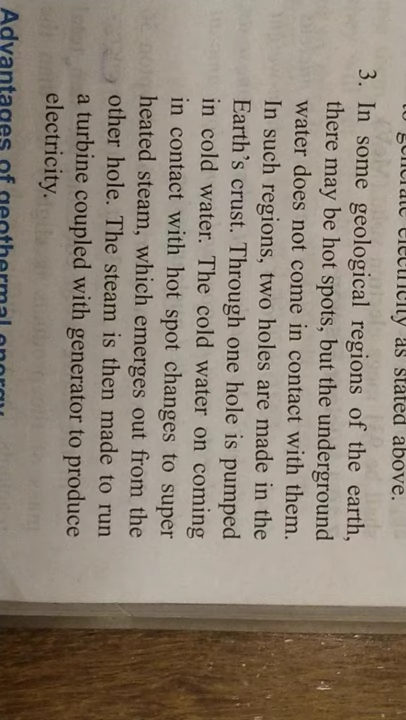 to generate electricity as stated above.
3. In some geological regions of the earth,
there may be hot spots, but the underground
water does not come in contact with them.
In such regions, two holes are made in the
Earth's crust. Through one hole is pumped
in cold water. The cold water on coming
in contact with hot spot changes to super
heated steam, which emerges out from the
other hole. The steam is then made to run
a turbine coupled with generator to produce
electricity.
Advantages of geothermal energy